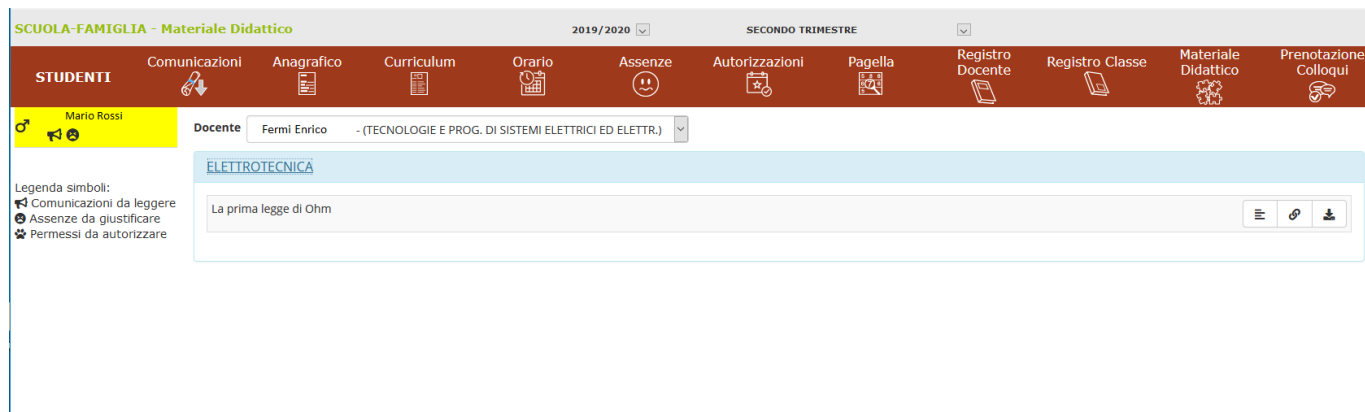 SCUOLA-FAMIGLIA - Materiale Didattico 2019/2020 SECONDO TRIMESTRE
STUDENTI
Comunicazioni
Anagrafico
Curriculum
Orario
Assenze
Autorizzazioni
Pagella
Registro
Docente
Registro Classe
Materiale
Didattico
Prenotazione
Colloqui
Mario Rossi
Legenda simboli:
Comunicazioni da leggere
Assenze da giustificare
Permessi da autorizzare
Docente Fermi Enrico - (TECNOLOGIE E PROG. DI SISTEMI ELETTRICI ED ELETTR.)
ELETTROTECNICA
La prima legge di Ohm